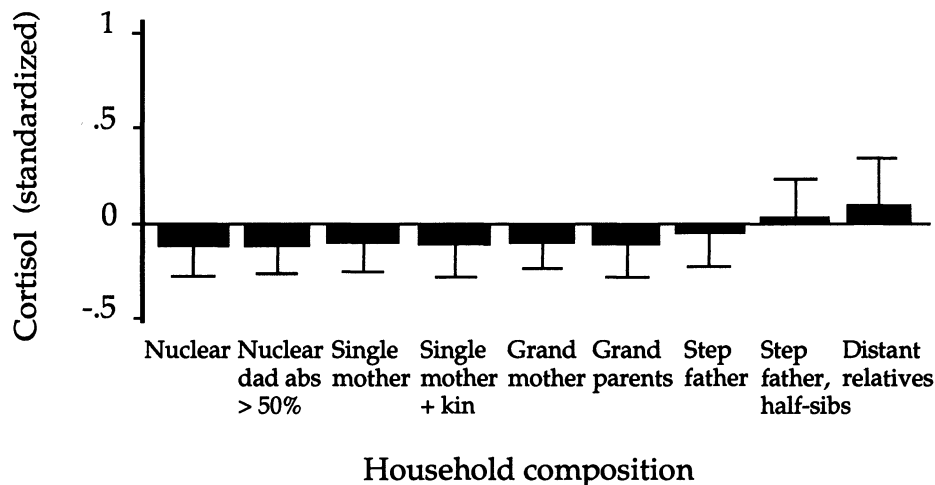 Cortisol (standardized)
1
.5
0
-.5
Nuclear
Nuclear
dad abs
> 50%
Single
mother
Single
mother
+ kin
Grand
mother
Grand
parents
Step
father
Step
father,
half-sibs
Distant
relatives
Household composition